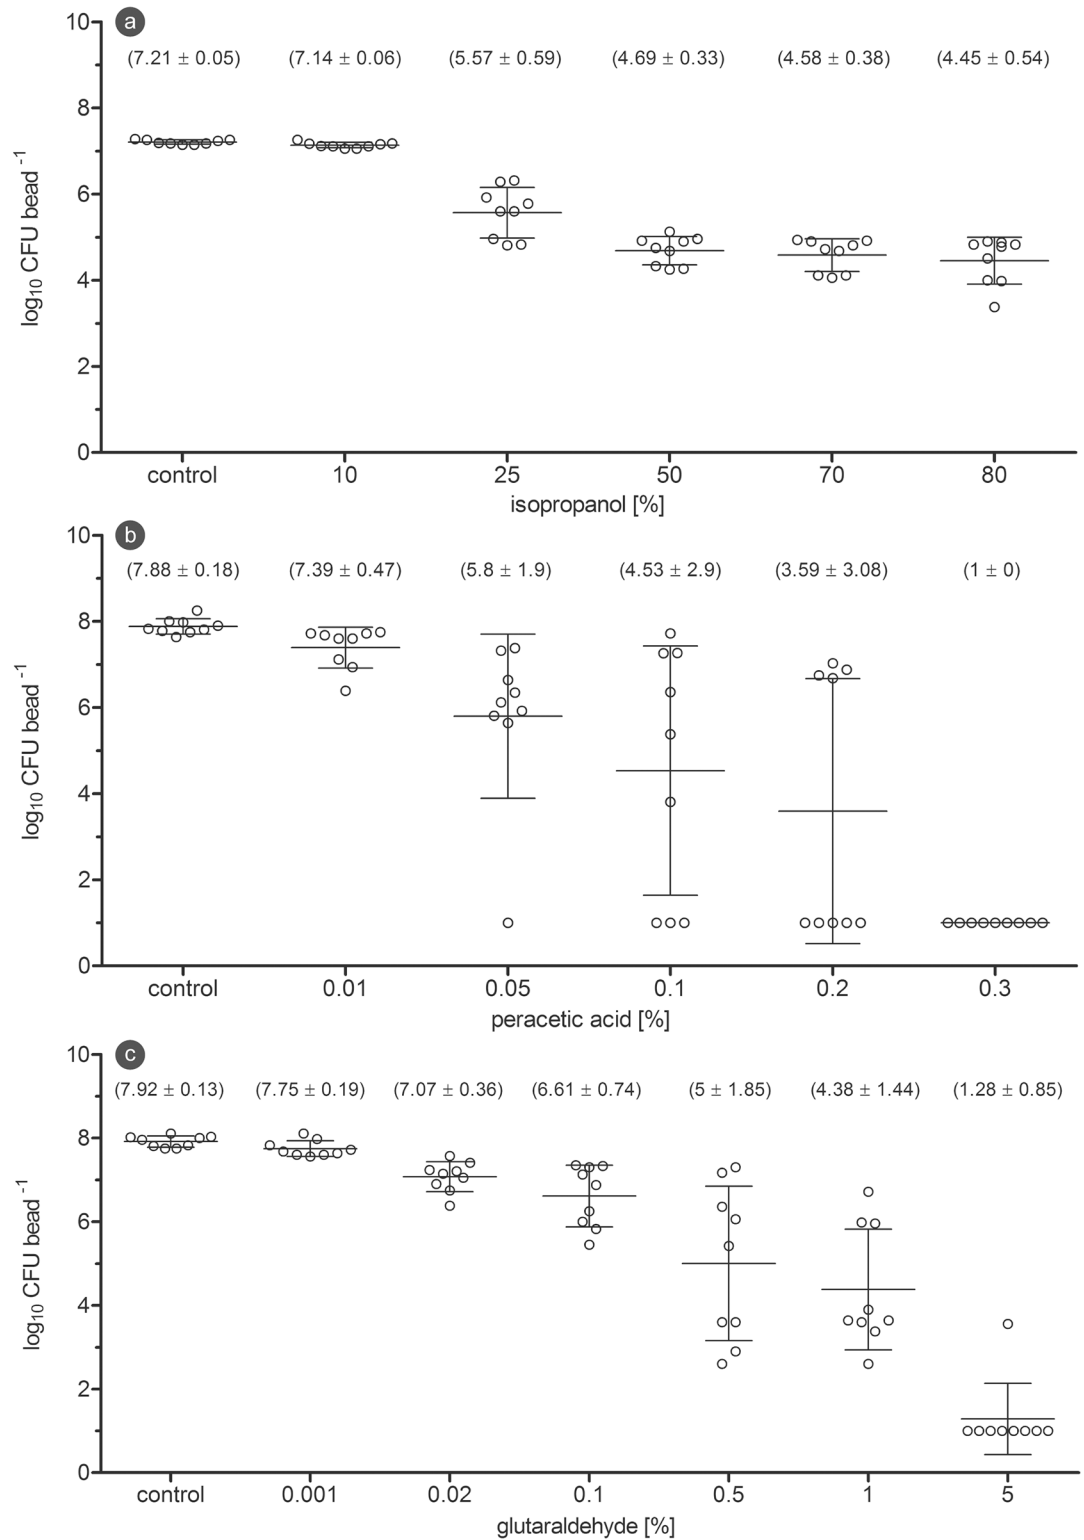 a
10
(7.21 ± 0.05) (7.14 ± 0.06) (5.57 ± 0.59) (4.69 ± 0.33) (4.58 ± 0.38) (4.45 ± 0.54)
8
6
4
2
0
log10 CFU bead -1
control 10 25 50 70 80
isopropanol [%]
b
10
(7.88 ± 0.18) (7.39 ± 0.47) (5.8 ± 1.9) (4.53 ± 2.9) (3.59 ± 3.08) (1 ± 0)
8
6
4
2
0
log10 CFU bead -1
control 0.01 0.05 0.1 0.2 0.3
peracetic acid [%]
c
10
(7.92 ± 0.13) (7.75 ± 0.19) (7.07 ± 0.36) (6.61 ± 0.74) (5 ± 1.85) (4.38 ± 1.44) (1.28 ± 0.85)
8
6
4
2
0
log10 CFU bead -1
control 0.001 0.02 0.1 0.5 1 5
glutaraldehyde [%]